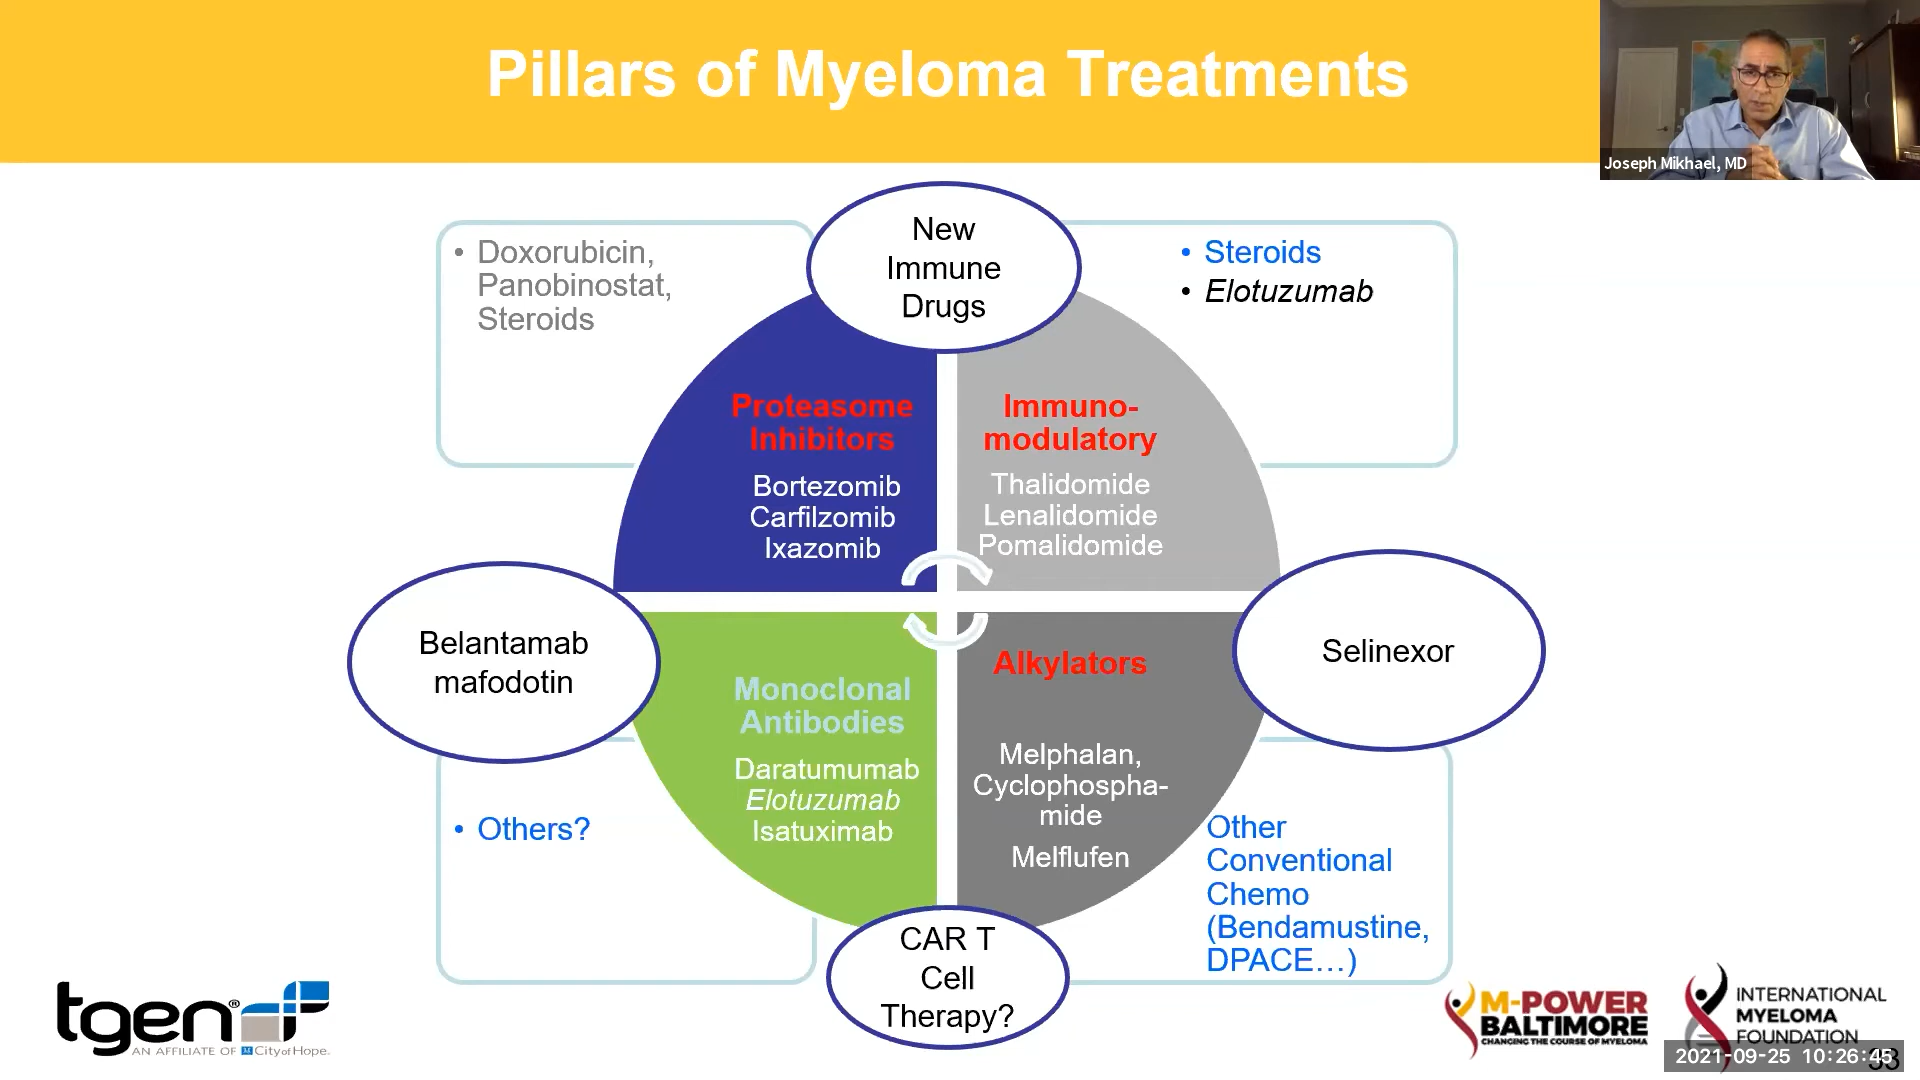 Pillars of Myeloma Treatments
Joseph Mikhael, MD
New
Immune
Drugs
• Doxorubicin,
Panobinostat,
Steroids
• Steroids
• Elotuzumab
Proteasome
Inhibitors
Bortezomib
Carfilzomib
Ixazomib
Immuno-
modulatory
Thalidomide
Lenalidomide
Pomalidomide
Belantamab
mafodotin
Selinexor
Monoclonal
Antibodies
Daratumumab
Elotuzumab
Isatuximab
Alkylators
Melphalan,
Cyclophospha-
mide
Melflufen
• Others?
Other
Conventional
Chemo
(Bendamustine,
DPACE…)
CAR T
Cell
Therapy?
tgen®
AN AFFILIATE OF City of Hope.
M-POWER
BALTIMORE
CHANGING THE COURSE OF MYELOMA
INTERNATIONAL
MYELOMA
FOUNDATION
2021-09-25 10:26:45
53